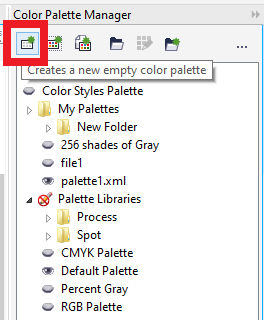 Color Palette Manager
...
Creates a new empty color palette
Color Styles Palette
My Palettes
New Folder
256 shades of Gray
file1
palette1.xml
Palette Libraries
Process
Spot
CMYK Palette
Default Palette
Percent Gray
RGB Palette